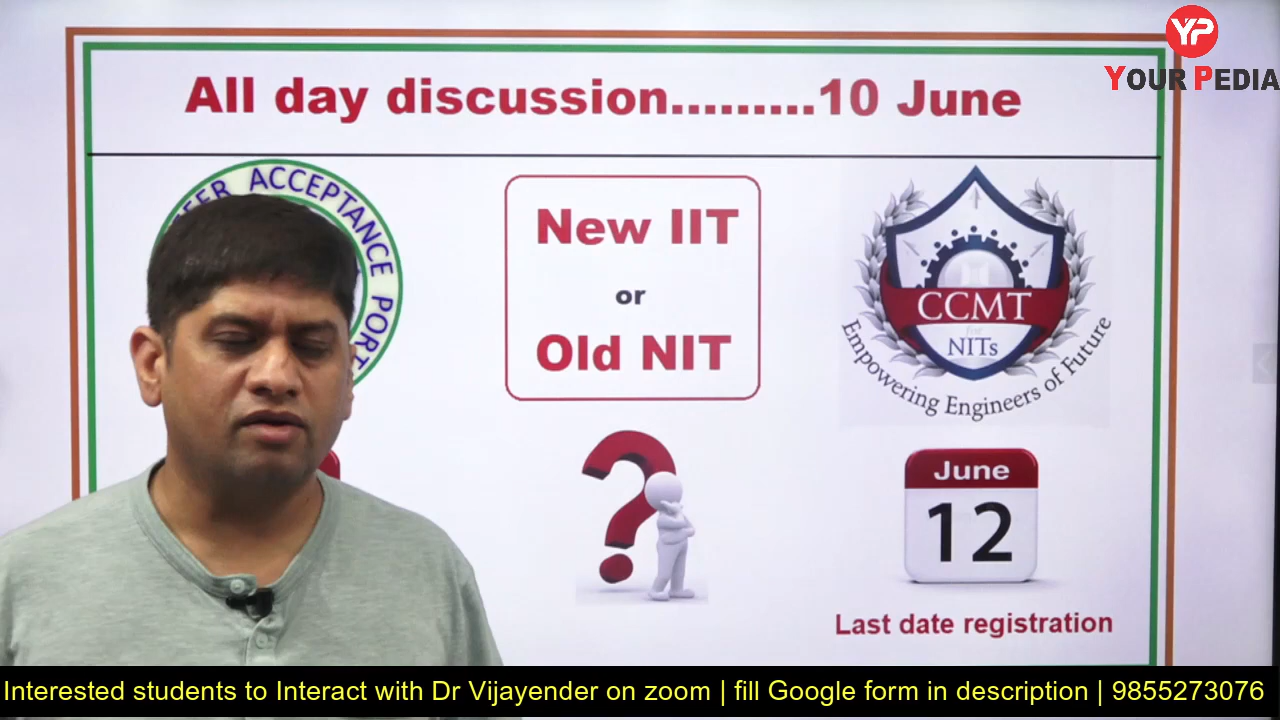 YP
YOUR PEDIA
All day discussion.........10 June
ACCEPTANCE
New IIT
or
Old NIT
CCMT
for
NITs
Empowering Engineers of Future
June
12
Last date registration
Interested students to Interact with Dr Vijayender on zoom | fill Google form in description | 9855273076